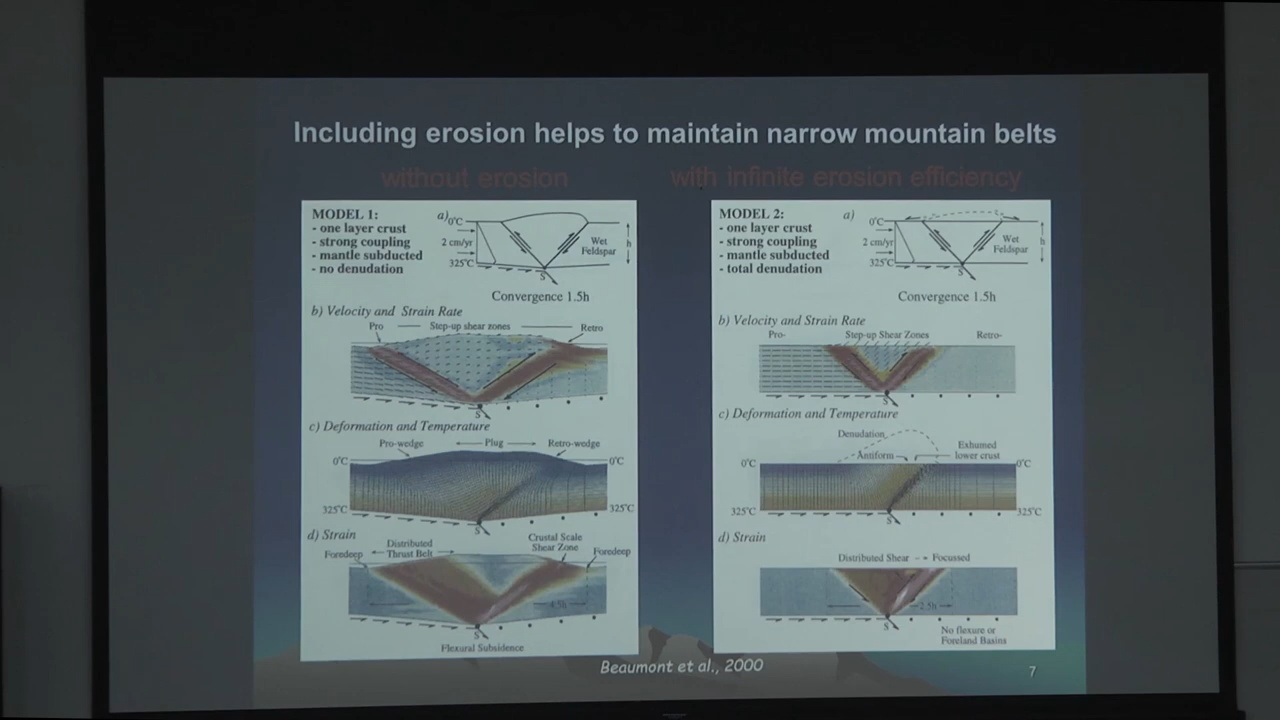 Including erosion helps to maintain narrow mountain belts
without erosion
with infinite erosion efficiency
MODEL 1:
- one layer crust
- strong coupling
- mantle subducted
- no denudation
a)
0°C
2 cm/yr
325°C
Wet
Feldspar
h
S
Convergence 1.5h
b) Velocity and Strain Rate
Pro
Step-up shear zones
Retro
S
c) Deformation and Temperature
Pro-wedge
Plug
Retro-wedge
0°C
0°C
325°C
325°C
S
d) Strain
Foredeep
Distributed
Thrust Belt
Crustal Scale
Shear Zone
Foredeep
4.5h
S
Flexural Subsidence
MODEL 2:
- one layer crust
- strong coupling
- mantle subducted
- total denudation
a)
0°C
2 cm/yr
325°C
Wet
Feldspar
h
S
Convergence 1.5h
b) Velocity and Strain Rate
Pro-
Step-up Shear Zones
Retro-
S
c) Deformation and Temperature
Denudation
Antiform
Exhumed
lower crust
0°C
0°C
325°C
325°C
S
d) Strain
Distributed Shear
Focussed
2.5h
S
No flexure or
Foreland Basins
Beaumont et al., 2000
7